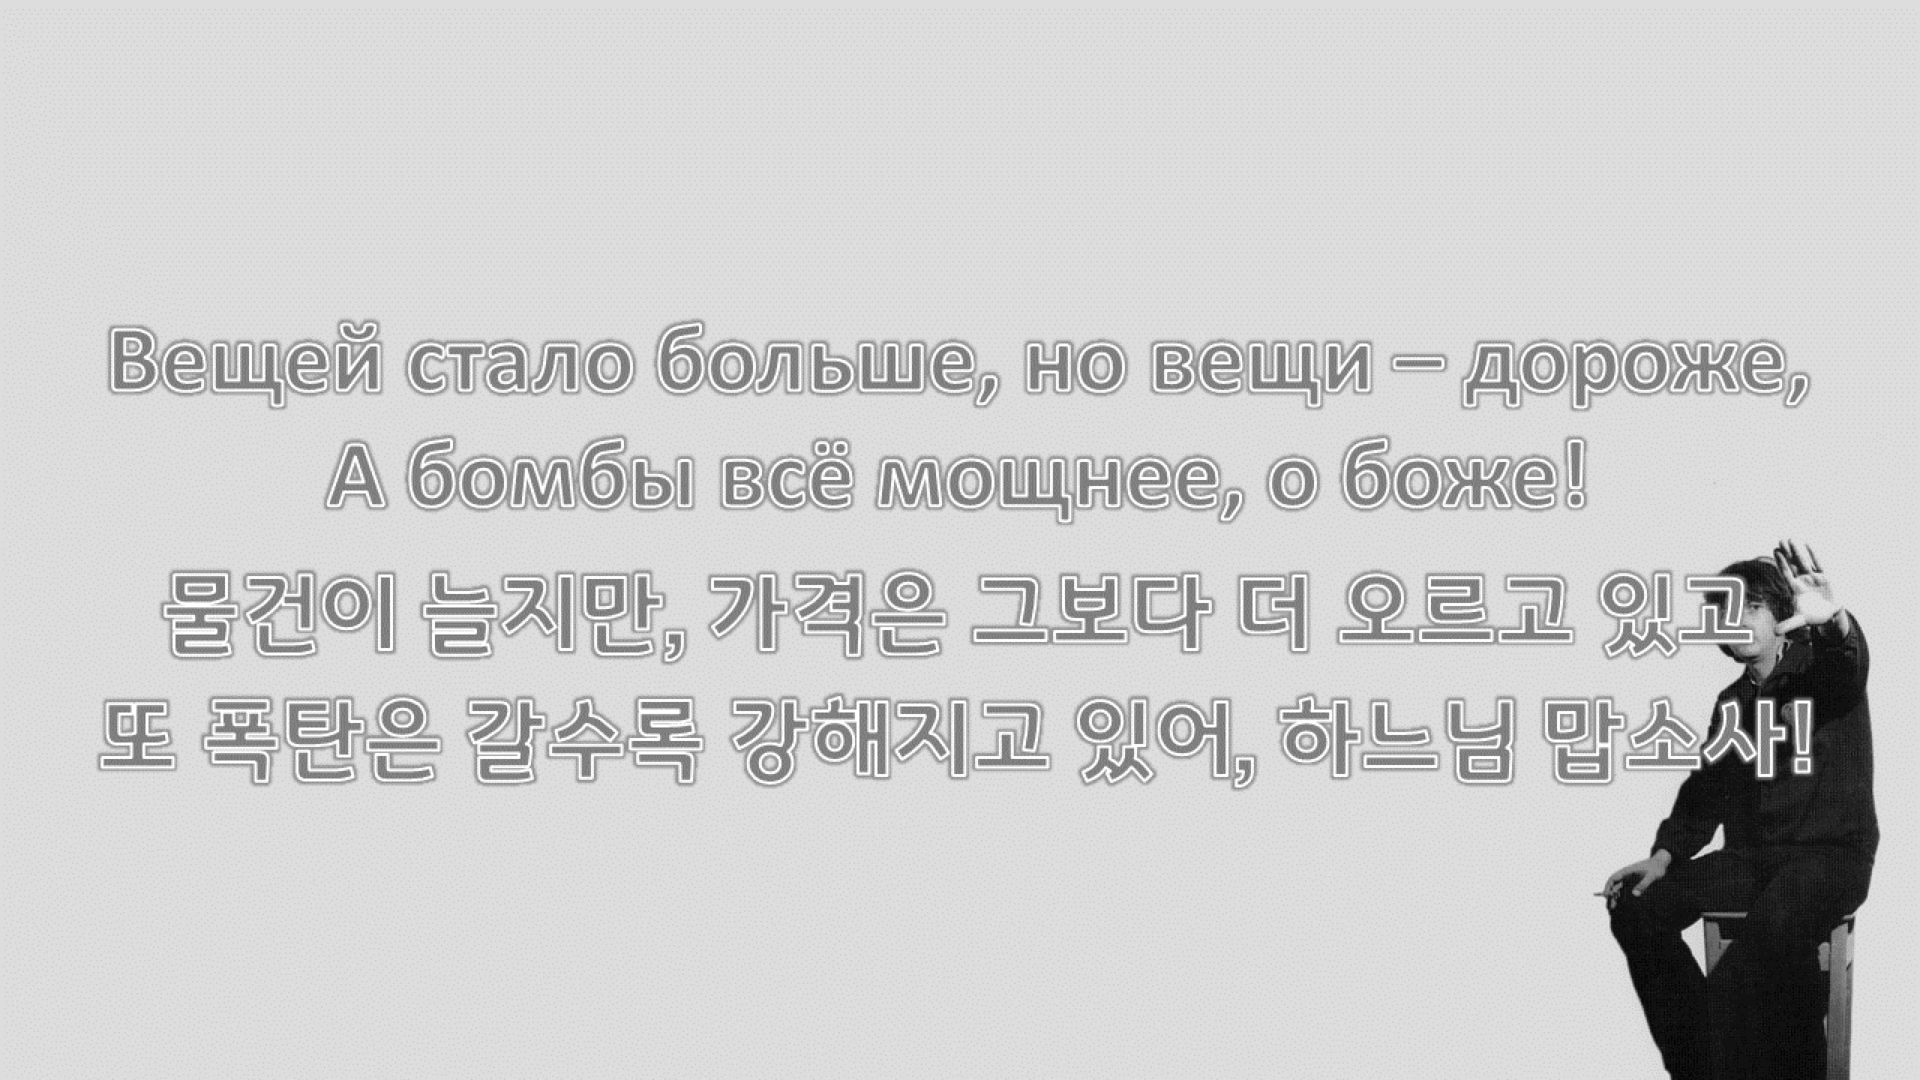 Вещей стало больше, но вещи – дороже,
А бомбы всё мощнее, о боже!
물건이 늘지만, 가격은 그보다 더 오르고 있고
또 폭탄은 갈수록 강해지고 있어, 하느님 맙소사!